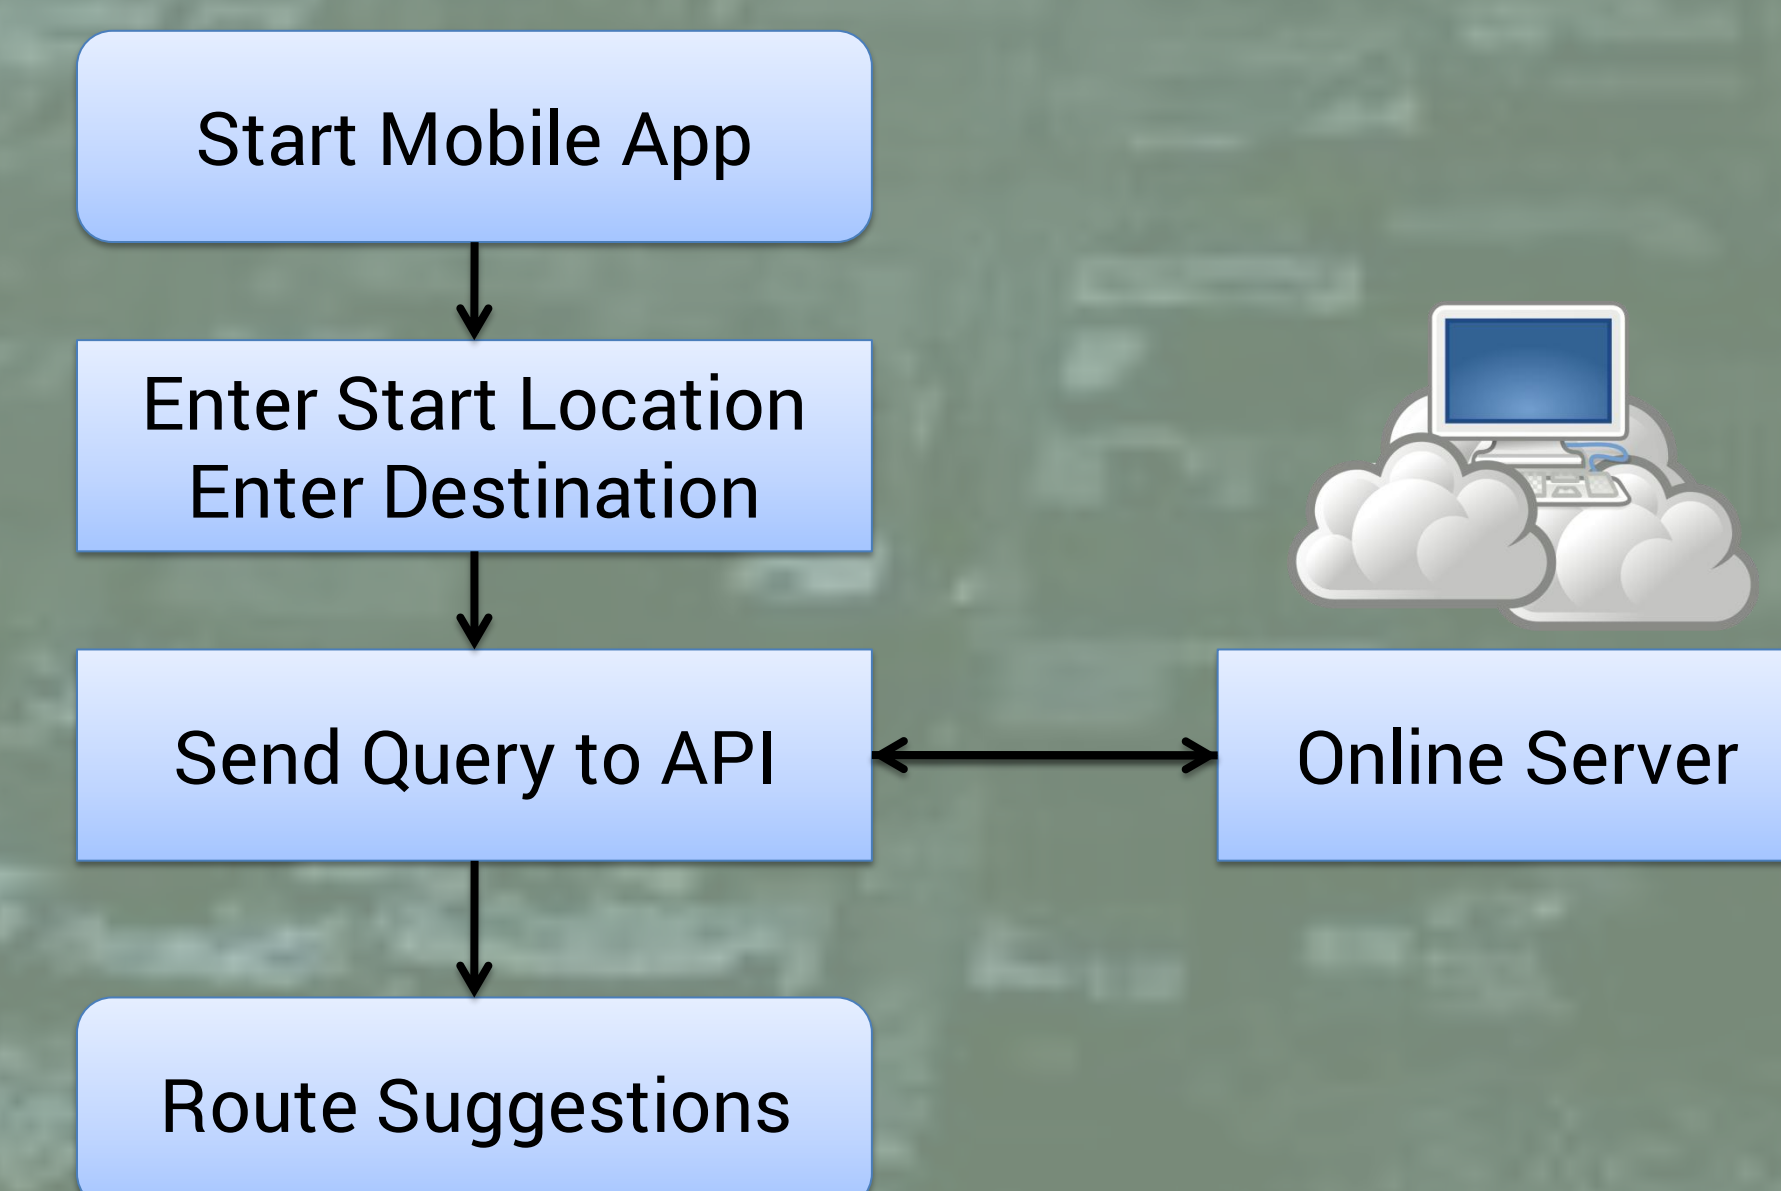 Start Mobile App
Enter Start Location
Enter Destination
Send Query to API
Online Server
Route Suggestions